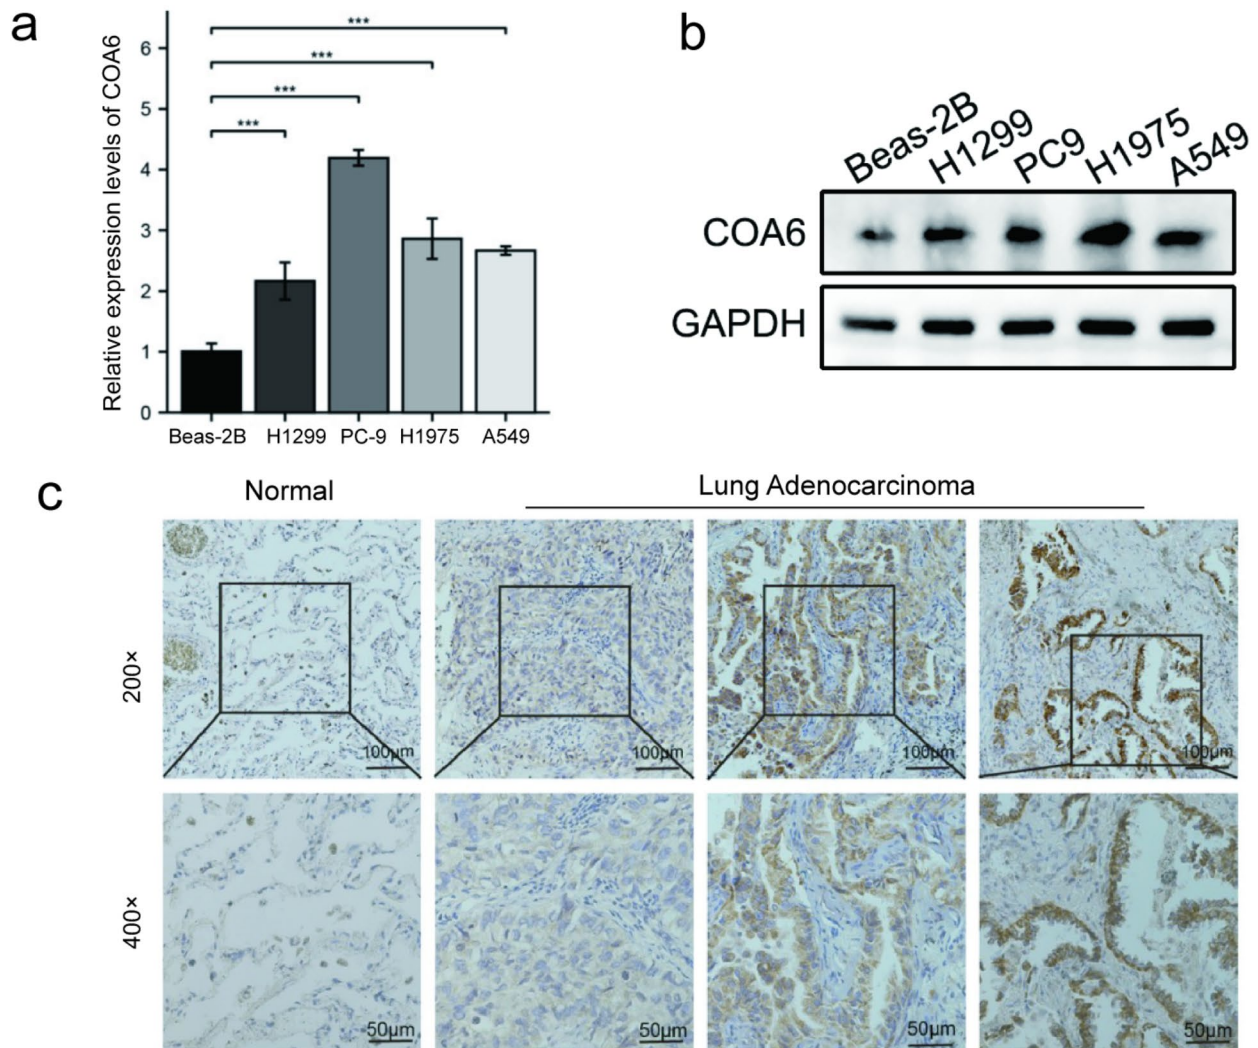 a
Relative expression levels of COA6
6
5
4
3
2
1
0
***
***
***
***
Beas-2B H1299 PC-9 H1975 A549
b
Beas-2B H1299 PC9 H1975 A549
COA6
GAPDH
c
Normal
Lung Adenocarcinoma
200×
100μm 100μm 100μm 100μm
400×
50μm 50μm 50μm 50μm